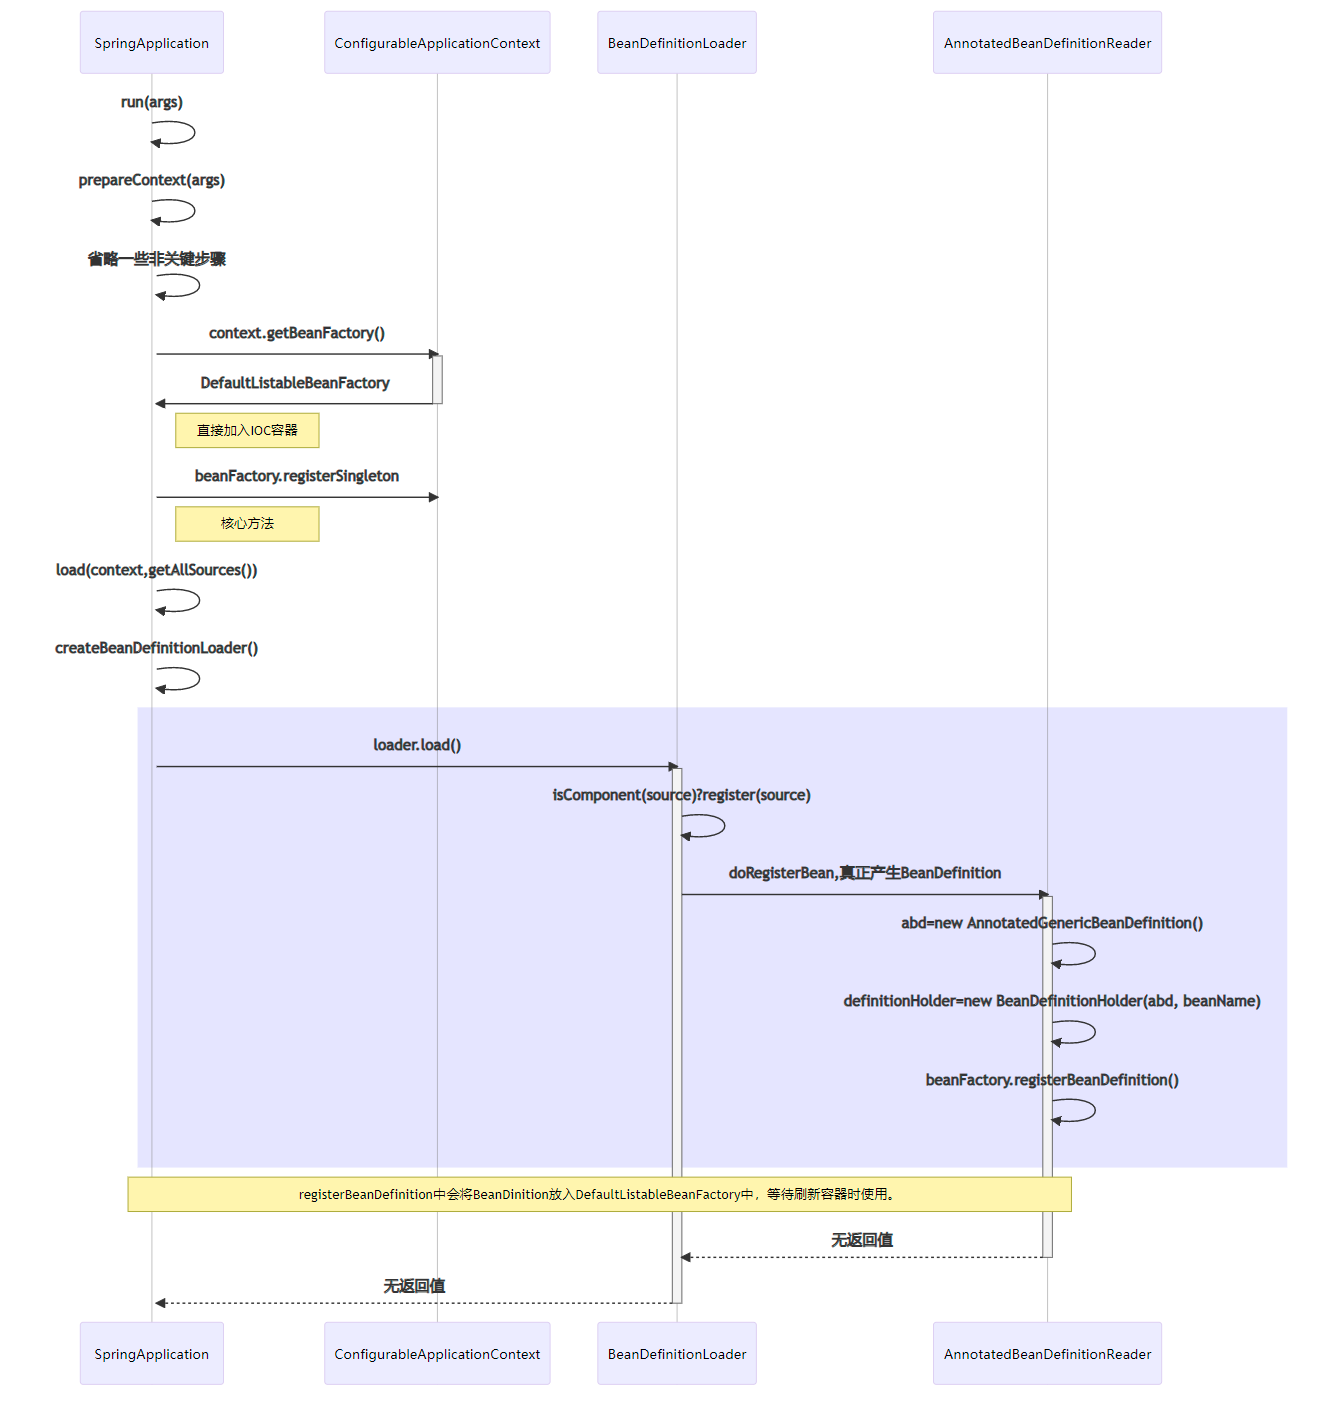 SpringApplication
ConfigurableApplicationContext
BeanDefinitionLoader
AnnotatedBeanDefinitionReader
run(args)
prepareContext(args)
省略一些非关键步骤
context.getBeanFactory()
DefaultListableBeanFactory
直接加入IOC容器
beanFactory.registerSingleton
核心方法
load(context,getAllSources())
createBeanDefinitionLoader()
loader.load()
isComponent(source)?register(source)
doRegisterBean,真正产生BeanDefinition
abd=new AnnotatedGenericBeanDefinition()
definitionHolder=new BeanDefinitionHolder(abd, beanName)
beanFactory.registerBeanDefinition()
registerBeanDefinition中会将BeanDinition放入DefaultListableBeanFactory中，等待刷新容器时使用。
无返回值
无返回值
SpringApplication
ConfigurableApplicationContext
BeanDefinitionLoader
AnnotatedBeanDefinitionReader